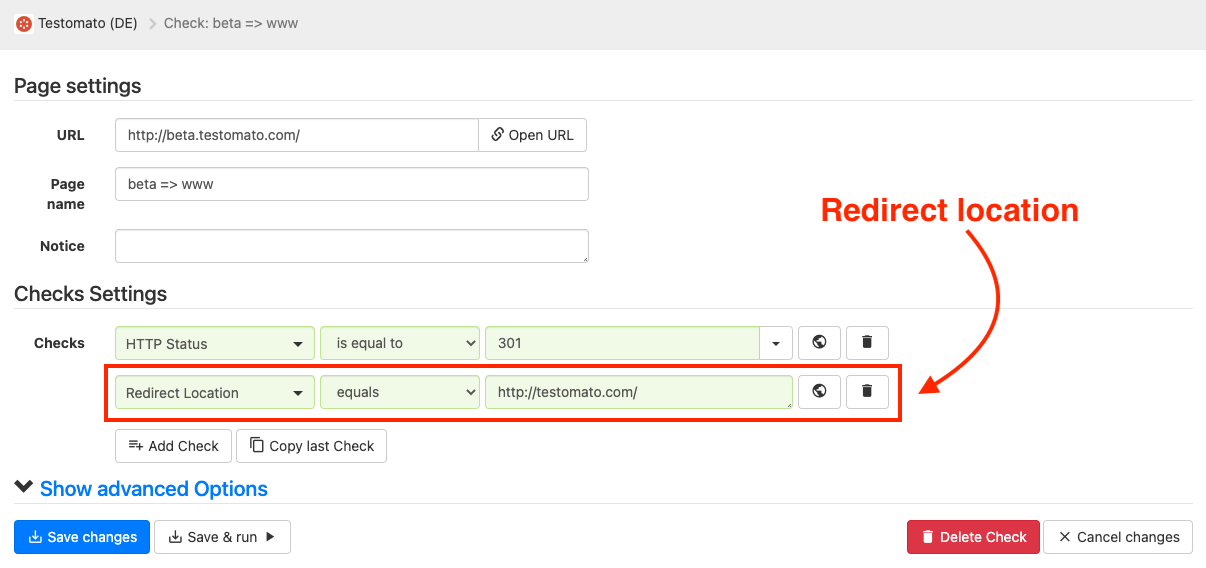 Testomato (DE) Check: beta => www
Page settings
URL http://beta.testomato.com/ Open URL
Page name beta => www
Redirect location
Notice
Checks Settings
Checks HTTP Status is equal to 301
Redirect Location equals http://testomato.com/
Add Check Copy last Check
Show advanced Options
Save changes Save & run Delete Check Cancel changes